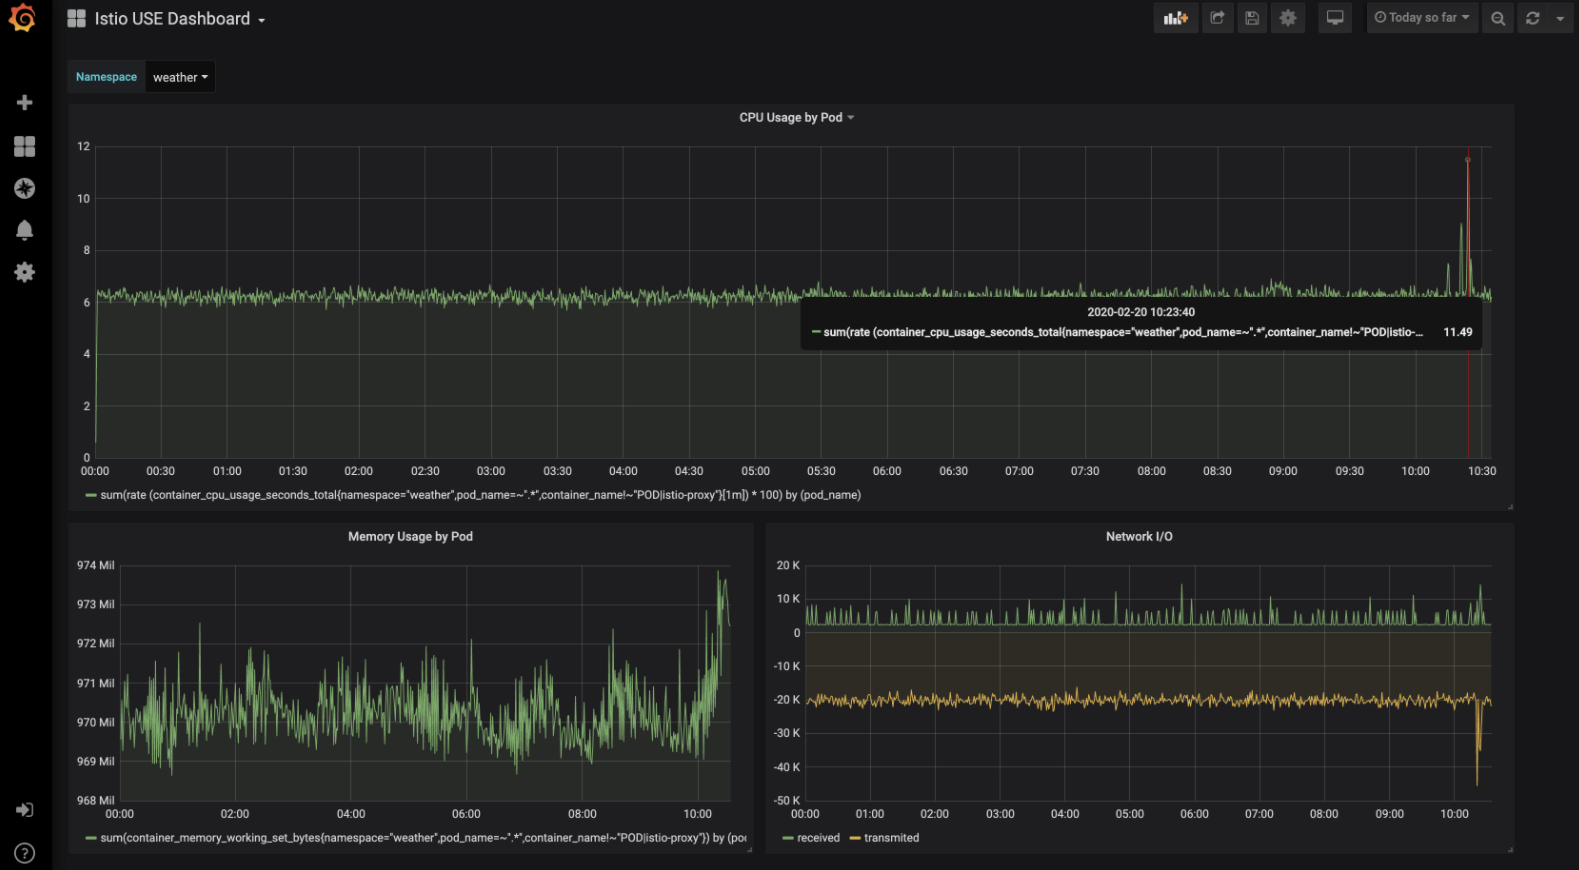 Istio USE Dashboard
Today so far
Namespace weather
CPU Usage by Pod
12
10
8
6
4
2
0
00:00 00:30 01:00 01:30 02:00 02:30 03:00 03:30 04:00 04:30 05:00 05:30 06:00 06:30 07:00 07:30 08:00 08:30 09:00 09:30 10:00 10:30
2020-02-20 10:23:40
sum(rate (container_cpu_usage_seconds_total{namespace="weather",pod_name=~".*",container_name!~"POD|istio-... 11.49
sum(rate (container_cpu_usage_seconds_total{namespace="weather",pod_name=~".*",container_name!~"POD|istio-proxy"}[1m]) * 100) by (pod_name)
Memory Usage by Pod
974 Mil
973 Mil
972 Mil
971 Mil
970 Mil
969 Mil
968 Mil
00:00 02:00 04:00 06:00 08:00 10:00
sum(container_memory_working_set_bytes{namespace="weather",pod_name=~".*",container_name!~"POD|istio-proxy"}) by (po
Network I/O
20 K
10 K
0
-10 K
-20 K
-30 K
-40 K
-50 K
00:00 01:00 02:00 03:00 04:00 05:00 06:00 07:00 08:00 09:00 10:00
received transmited